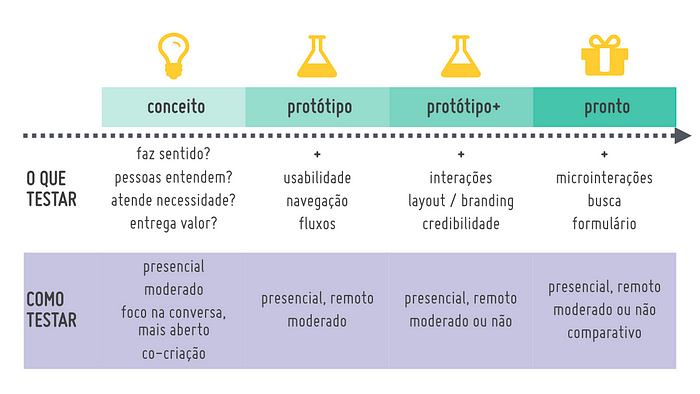 conceito
protótipo
protótipo+
pronto
O QUE
TESTAR
faz sentido?
pessoas entendem?
atende necessidade?
entrega valor?
+
usabilidade
navegação
fluxos
+
interações
layout / branding
credibilidade
+
microinterações
busca
formulário
COMO
TESTAR
presencial
moderado
foco na conversa,
mais aberto
co-criação
presencial, remoto
moderado
presencial, remoto
moderado ou não
presencial, remoto
moderado ou não
comparativo